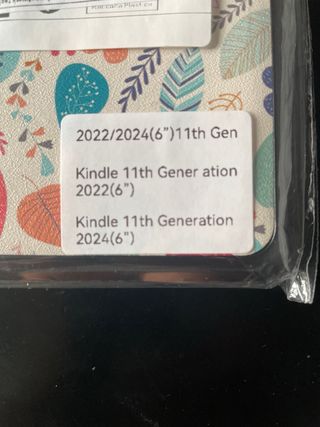 2022/2024(6")11th Gen
Kindle 11th Gener ation
2022(6")
Kindle 11th Generation
2024(6")